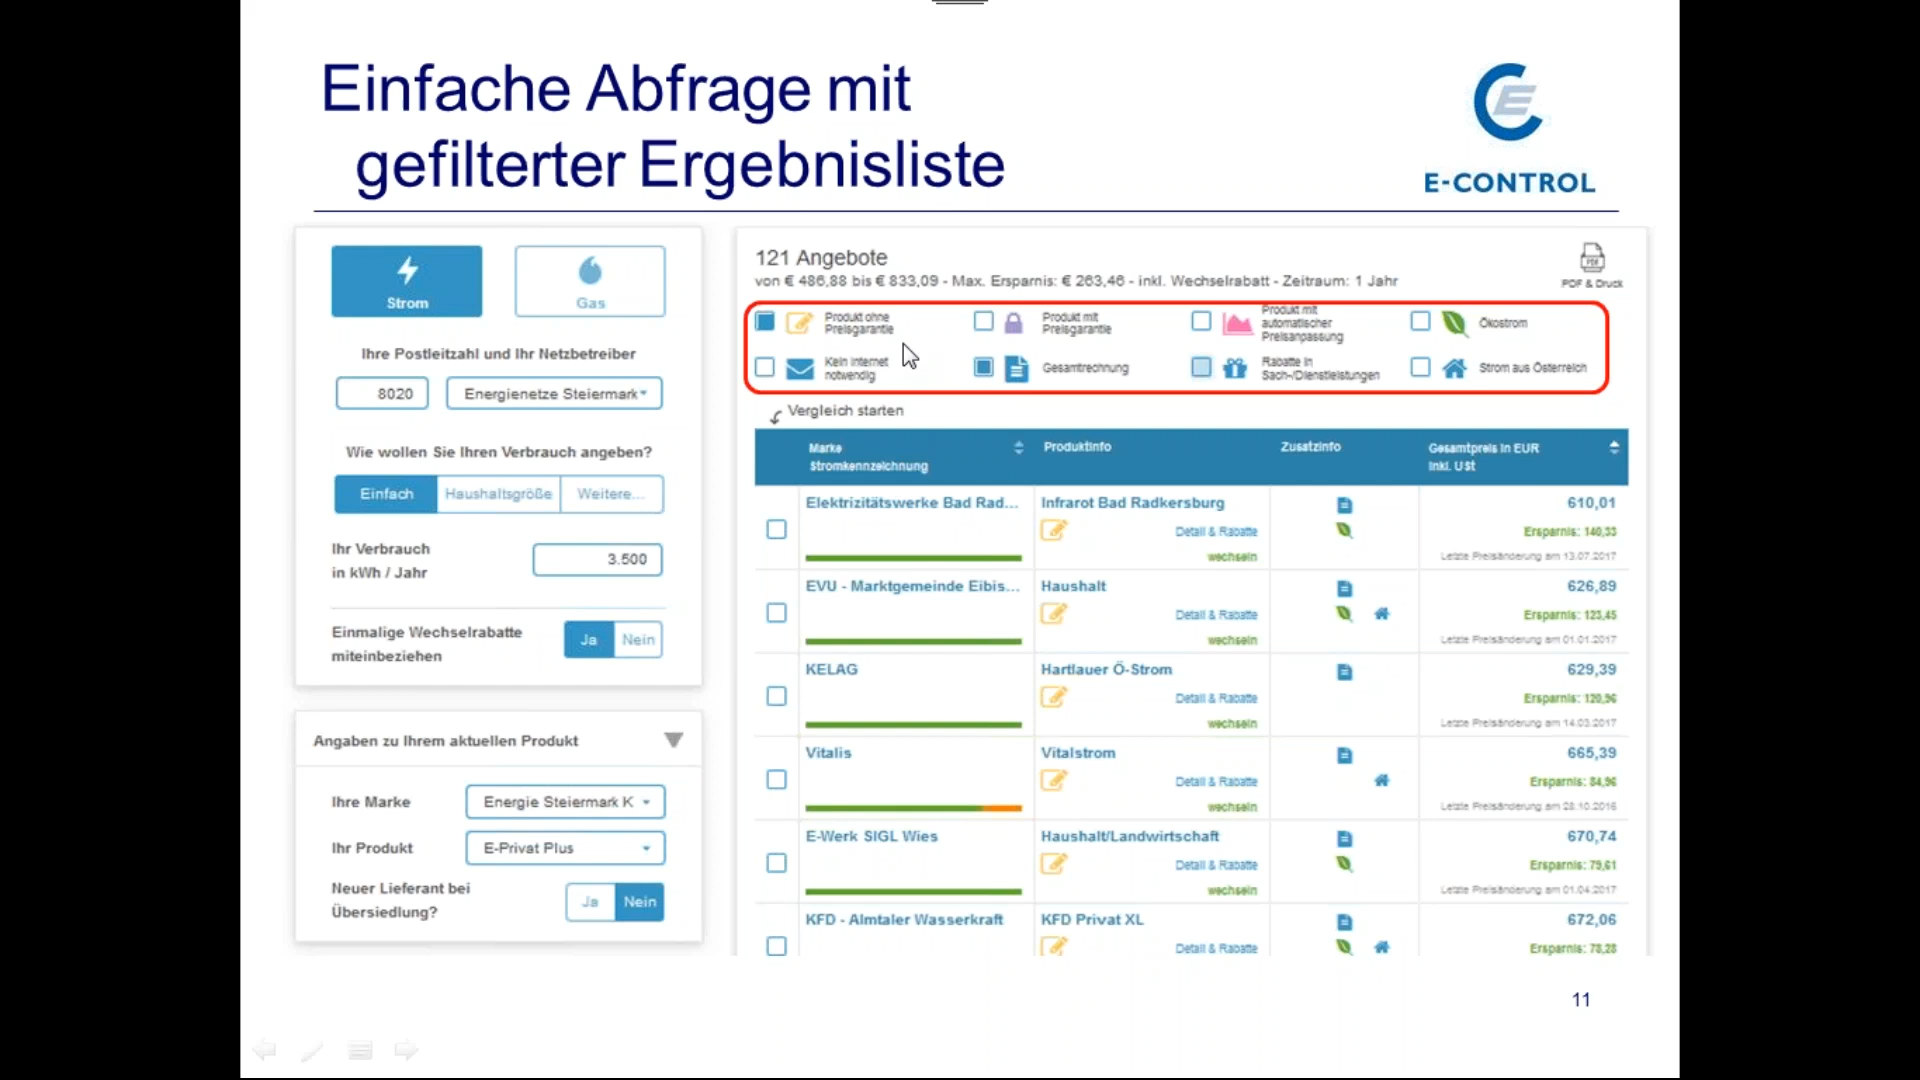 Einfache Abfrage mit
gefilterter Ergebnisliste
E-CONTROL
Strom
Gas
Ihre Postleitzahl und Ihr Netzbetreiber
8020
Energienetze Steiermark
Wie wollen Sie Ihren Verbrauch angeben?
Einfach
Haushaltsgröße
Weitere...
Ihr Verbrauch
in kWh / Jahr
3.500
Einmalige Wechselrabatte
miteinbeziehen
Ja
Nein
Angaben zu Ihrem aktuellen Produkt
Ihre Marke
Energie Steiermark K
Ihr Produkt
E-Privat Plus
Neuer Lieferant bei
Übersiedlung?
Ja
Nein
121 Angebote
von € 486,88 bis € 833,09 - Max. Ersparnis: € 263,46 - inkl. Wechselrabatt - Zeitraum: 1 Jahr
PDF
PDF & Druck
Produkt ohne
Preisgarantie
Produkt mit
Preisgarantie
Produkt mit
automatischer
Preisanpassung
Ökostrom
Kein Internet
notwendig
Gesamtrechnung
Rabatte in
Sach-/Dienstleistungen
Strom aus Österreich
Vergleich starten
Marke
Stromkennzeichnung
Produktinfo
Zusatzinfo
Gesamtpreis in EUR
inkl. USt
Elektrizitätswerke Bad Rad...
Infrarot Bad Radkersburg
610,01
Detail & Rabatte
Ersparnis: 140,33
wechseln
Letzte Preisänderung am 13.07.2017
EVU - Marktgemeinde Eibis...
Haushalt
626,89
Detail & Rabatte
Ersparnis: 123,45
wechseln
Letzte Preisänderung am 01.01.2017
KELAG
Hartlauer Ö-Strom
629,39
Detail & Rabatte
Ersparnis: 120,96
wechseln
Letzte Preisänderung am 14.03.2017
Vitalis
Vitalstrom
665,39
Detail & Rabatte
Ersparnis: 84,96
wechseln
Letzte Preisänderung am 28.10.2016
E-Werk SIGL Wies
Haushalt/Landwirtschaft
670,74
Detail & Rabatte
Ersparnis: 79,61
wechseln
Letzte Preisänderung am 01.04.2017
KFD - Almtaler Wasserkraft
KFD Privat XL
672,06
Detail & Rabatte
Ersparnis: 78,28
11